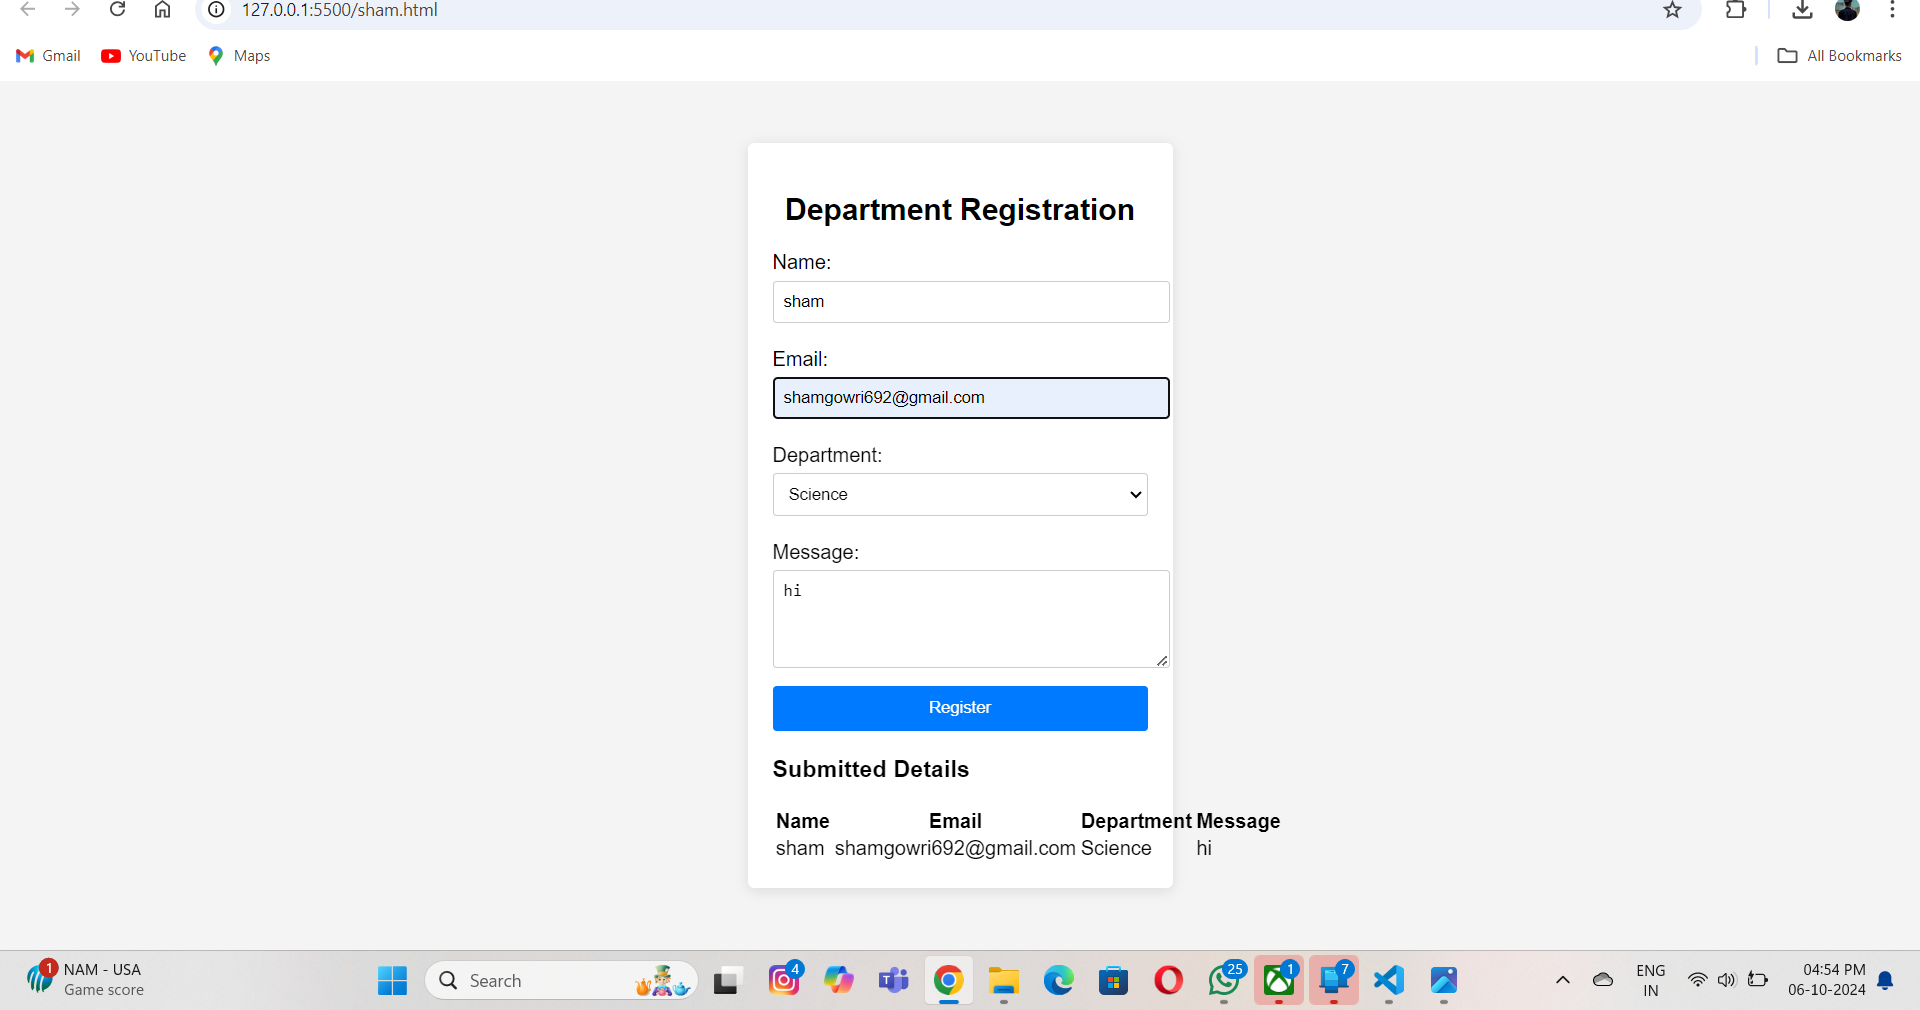 127.0.0.1:5500/sham.html
Gmail YouTube Maps All Bookmarks
Department Registration
Name:
sham
Email:
shamgowri692@gmail.com
Department:
Science
Message:
hi
Register
Submitted Details
Name Email Department Message
sham shamgowri692@gmail.com Science hi
1 NAM - USA
Game score
Search
4
25
1
7
ENG
IN
04:54 PM
06-10-2024